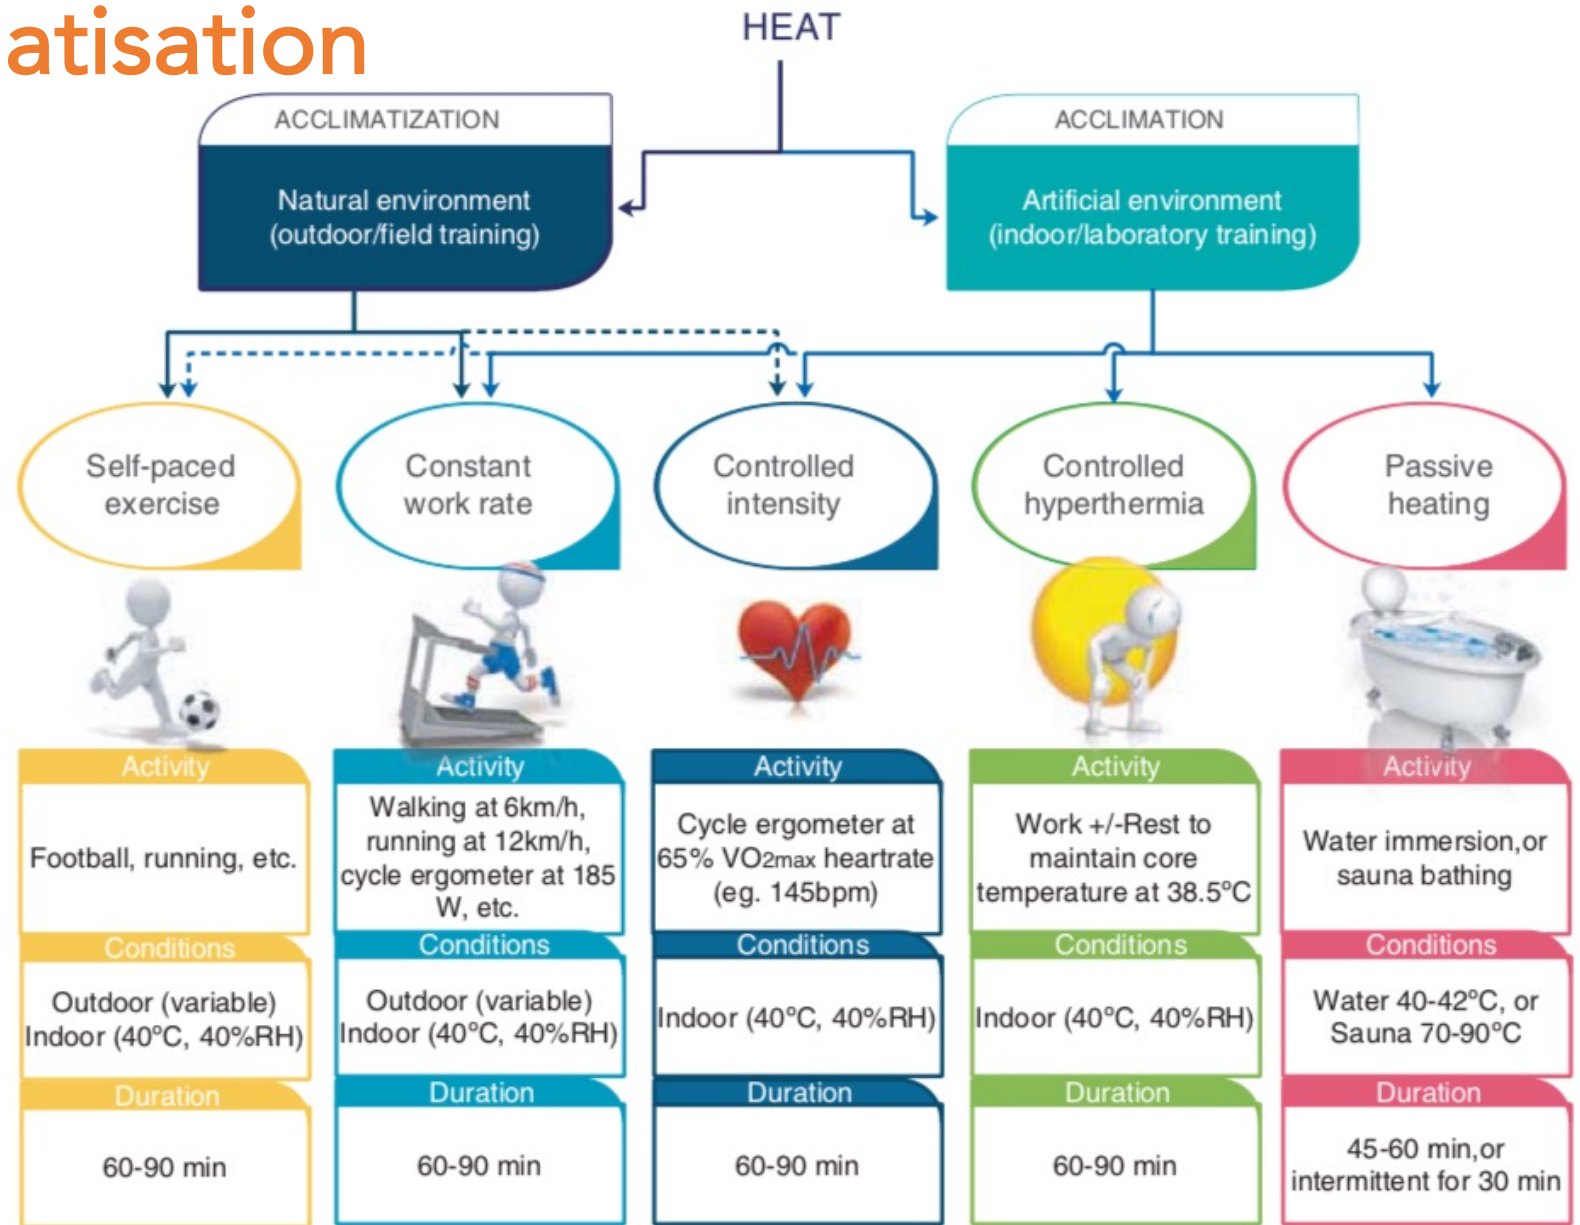 atisation
HEAT
ACCLIMATIZATION
Natural environment
(outdoor/field training)
ACCLIMATION
Artificial environment
(indoor/laboratory training)
Self-paced
exercise
Constant
work rate
Controlled
intensity
Controlled
hyperthermia
Passive
heating
Activity
Football, running, etc.
Conditions
Outdoor (variable)
Indoor (40°C, 40%RH)
Duration
60-90 min
Activity
Walking at 6km/h,
running at 12km/h,
cycle ergometer at 185
W, etc.
Conditions
Outdoor (variable)
Indoor (40°C, 40%RH)
Duration
60-90 min
Activity
Cycle ergometer at
65% VO2max heartrate
(eg. 145bpm)
Conditions
Indoor (40°C, 40%RH)
Duration
60-90 min
Activity
Work +/-Rest to
maintain core
temperature at 38.5°C
Conditions
Indoor (40°C, 40%RH)
Duration
60-90 min
Activity
Water immersion,or
sauna bathing
Conditions
Water 40-42°C, or
Sauna 70-90°C
Duration
45-60 min,or
intermittent for 30 min